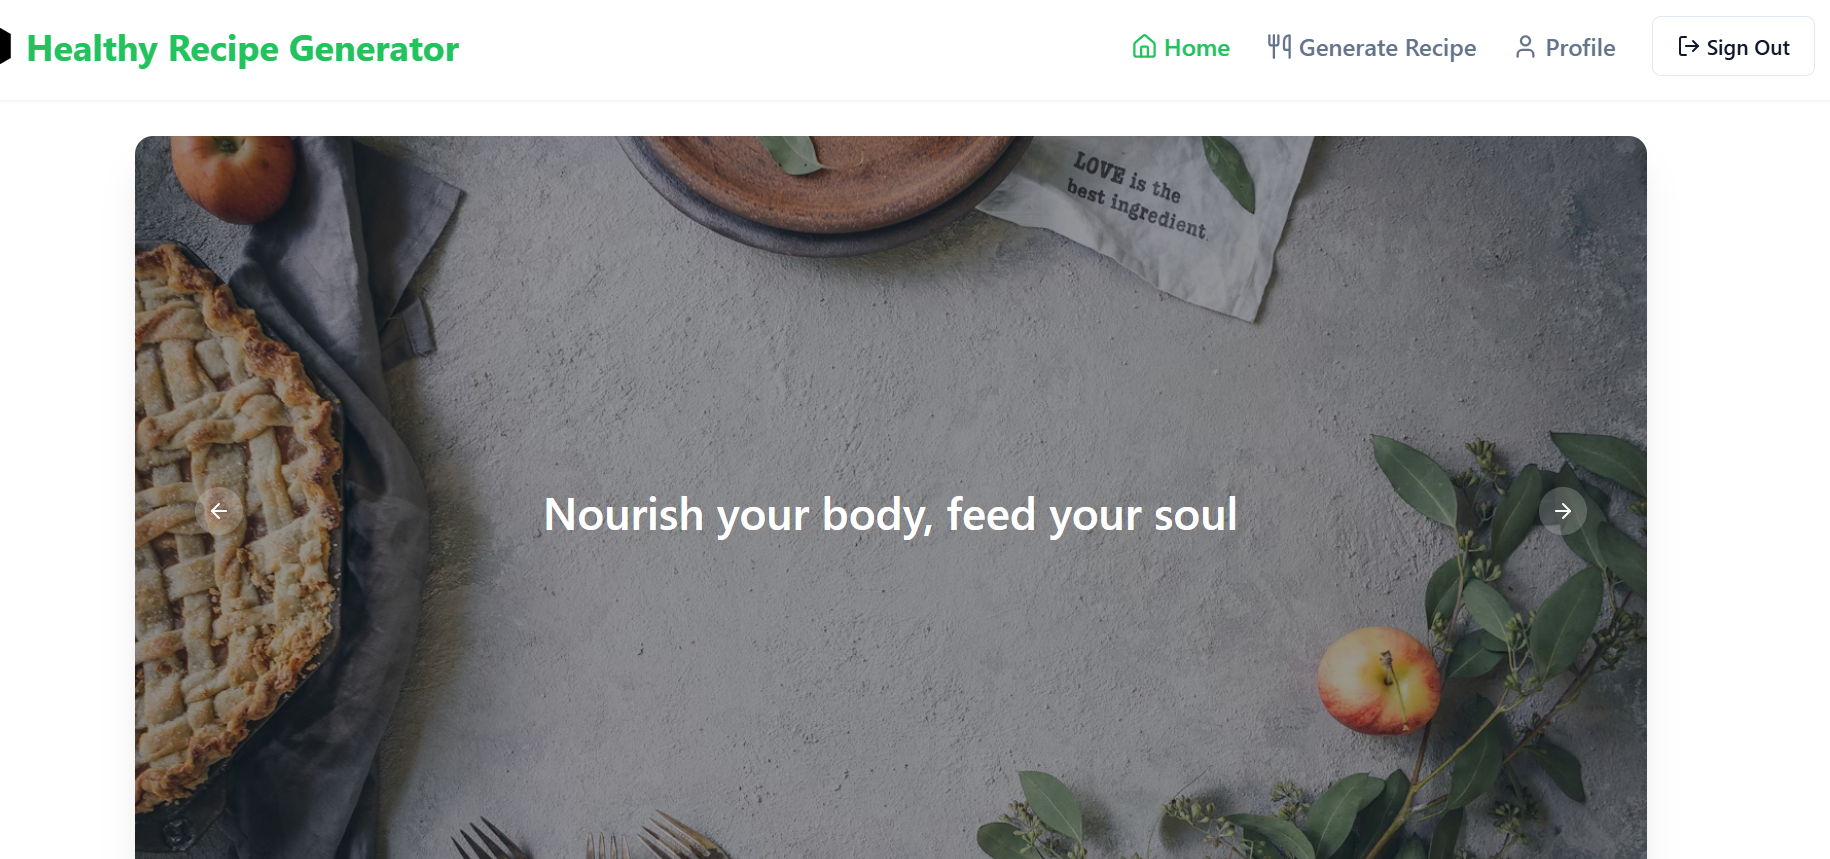 Healthy Recipe Generator
Home
Generate Recipe
Profile
Sign Out
LOVE is the
best ingredient.
Nourish your body, feed your soul